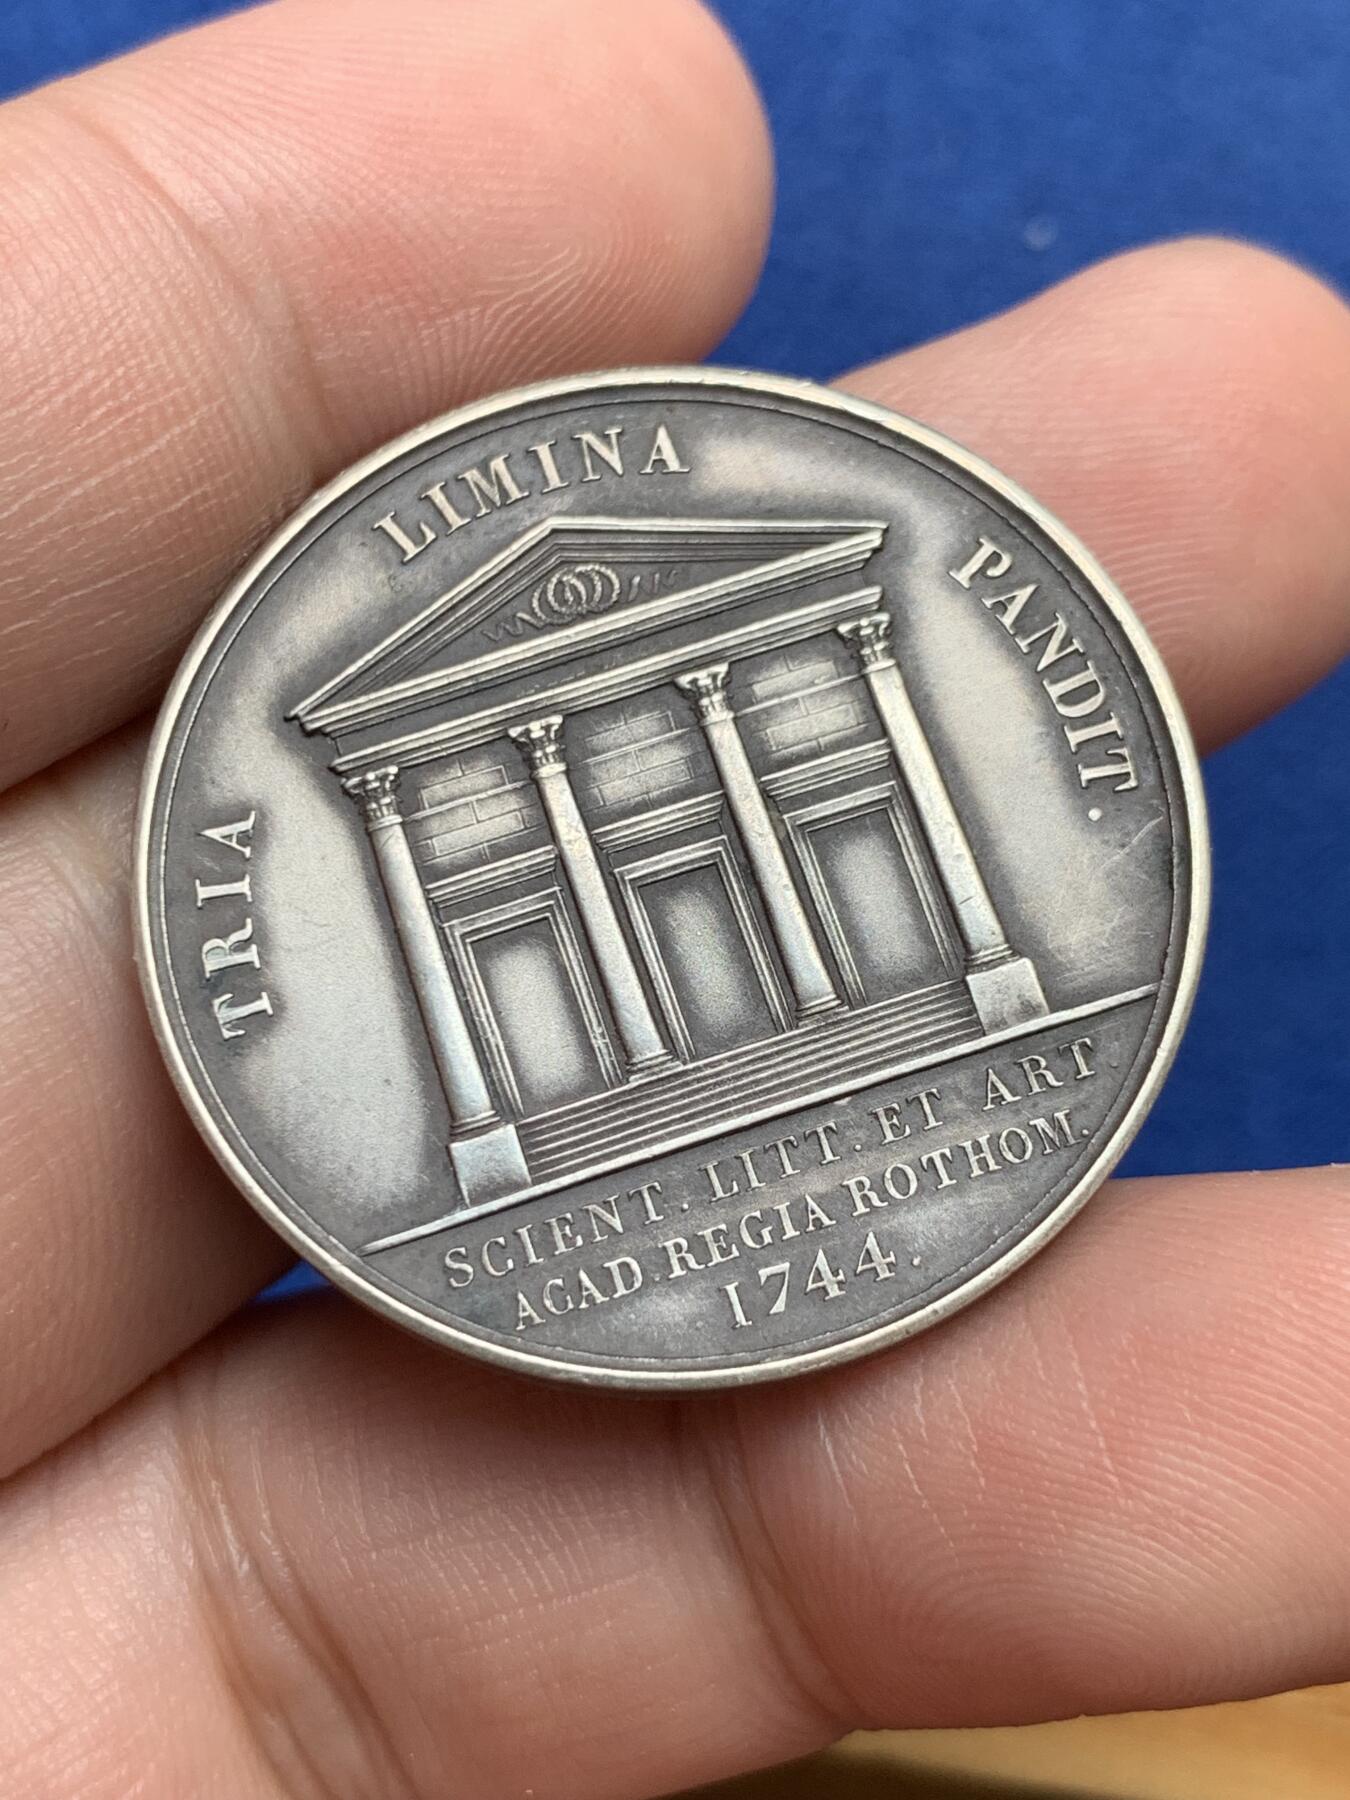 TRIA LIMINA PANDIT.
SCIENT. LITT. ET ART.
ACAD. REGIA ROTHOM.
1744.